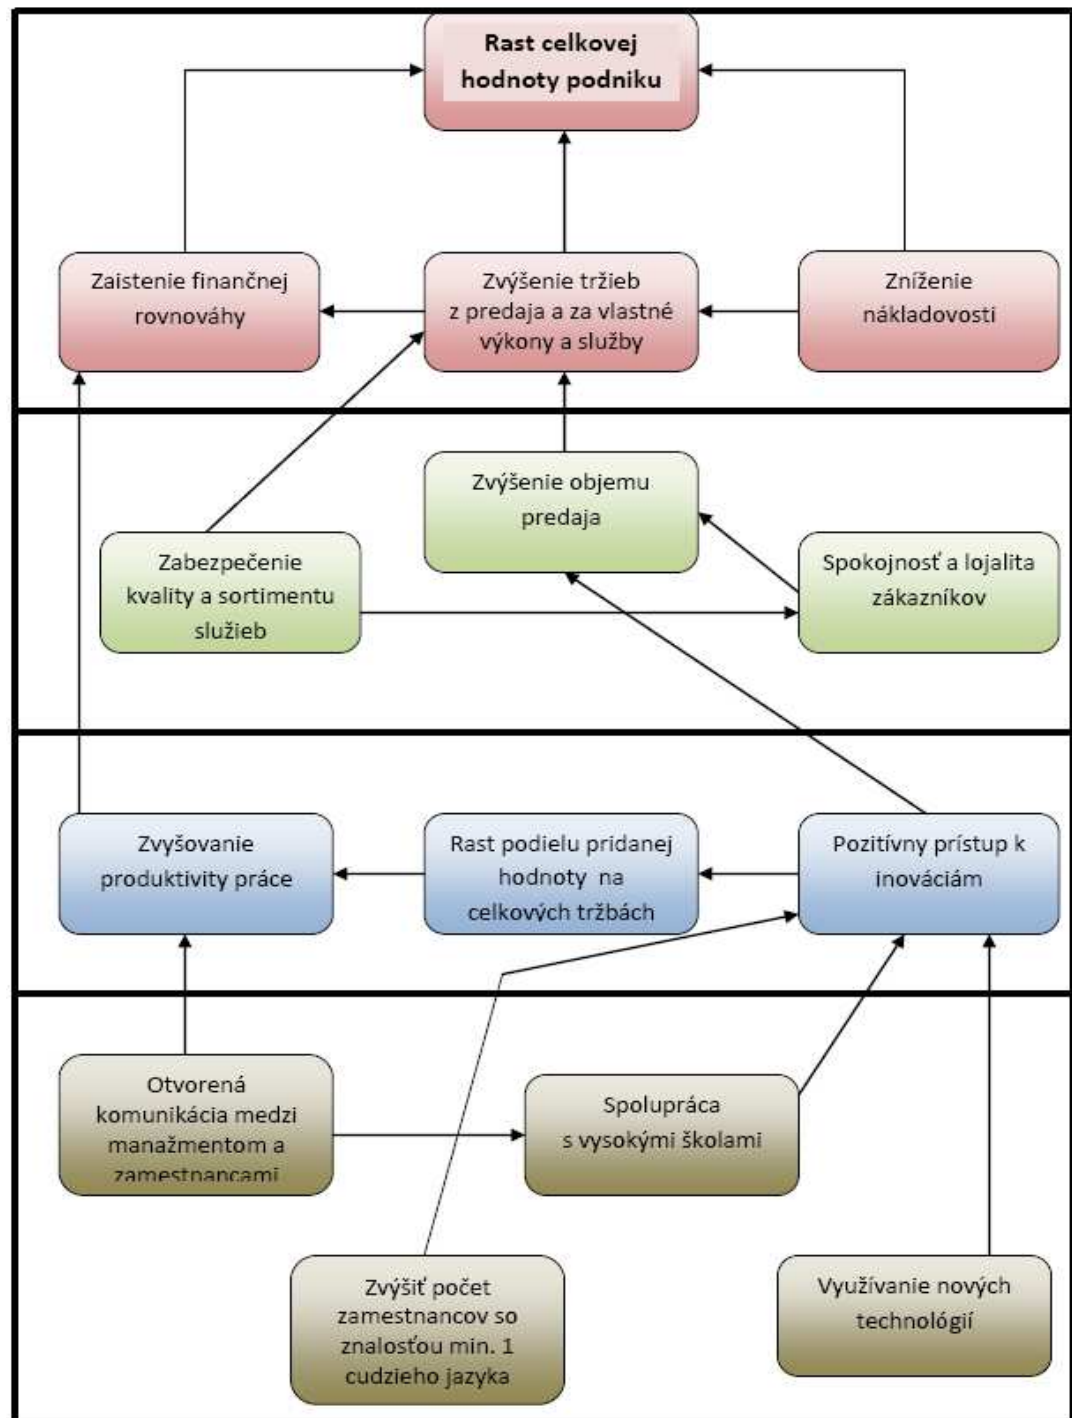 Rast celkovej
hodnoty podniku
Zaistenie finančnej
rovnováhy
Zvýšenie tržieb
z predaja a za vlastné
výkony a služby
Zníženie
nákladovosti
Zvýšenie objemu
predaja
Zabezpečenie
kvality a sortimentu
služieb
Spokojnosť a lojalita
zákazníkov
Zvyšovanie
produktivity práce
Rast podielu pridanej
hodnoty na
celkových tržbách
Pozitívny prístup k
inováciám
Otvorená
komunikácia medzi
manažmentom a
zamestnancami
Spolupráca
s vysokými školami
Zvýšiť počet
zamestnancov so
znalosťou min. 1
cudzieho jazyka
Využívanie nových
technológií